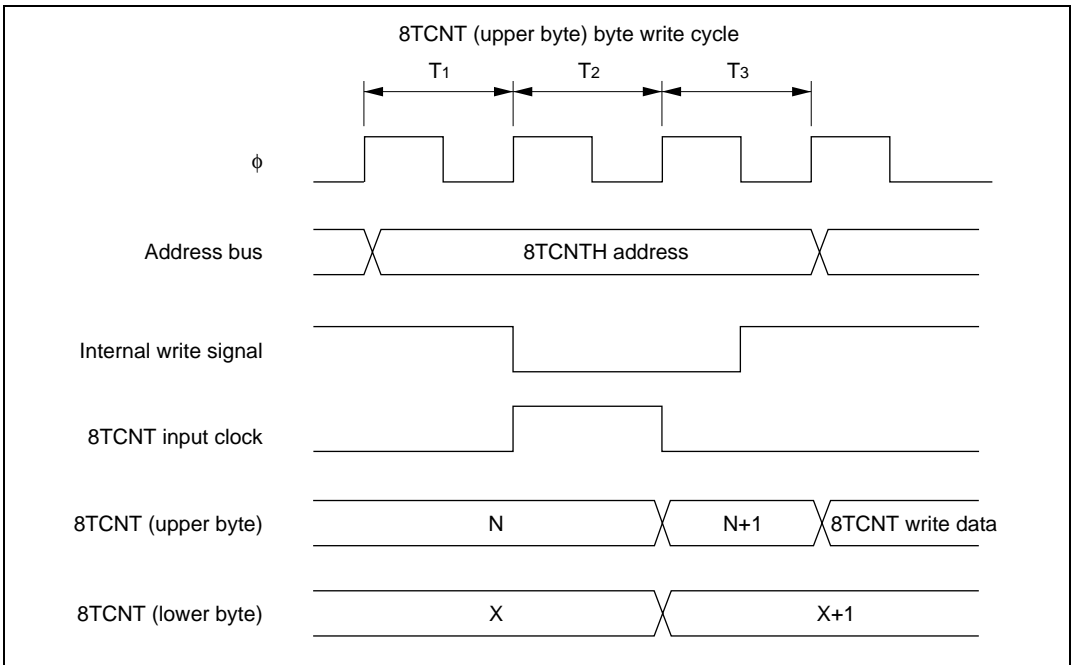 8TCNT (upper byte) byte write cycle
T1 T2 T3
φ
Address bus 8TCNTH address
Internal write signal
8TCNT input clock
8TCNT (upper byte) N N+1 8TCNT write data
8TCNT (lower byte) X X+1